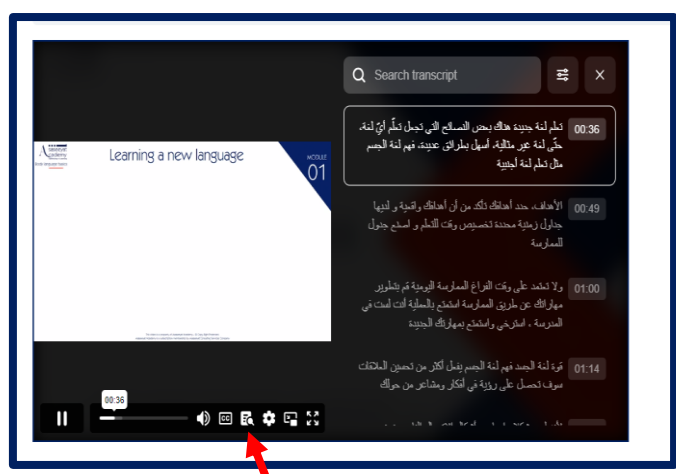 Search transcript
Learning a new language
MODULE
01
00:36
تعلم لغة جديدة هناك بعض النصائح التي تجعل تعلّم أيّ لغة،
حتّى لغة غير مثالية، أسهل بطرائق عديدة، فهم لغة الجسم
مثل تعلم لغة أجنبية
00:49
الأهداف، حدد أهدافك تأكد من أن أهدافك واقعية و لديها
جداول زمنية محددة تخصيص وقت للتعلم و اصنع جدول
للممارسة
01:00
ولا تعتمد على وقت الفراغ الممارسة اليومية قم بتطوير
مهاراتك عن طريق الممارسة استمتع بالعملية أنت لست في
المدرسة ، استرخي واستمتع بمهارتك الجديدة
01:14
قوة لغة الجسد فهم لغة الجسم يفعل أكثر من تحسين العلاقات
سوف تحصل على رؤية في أفكار ومشاعر من حولك
00:36
CC